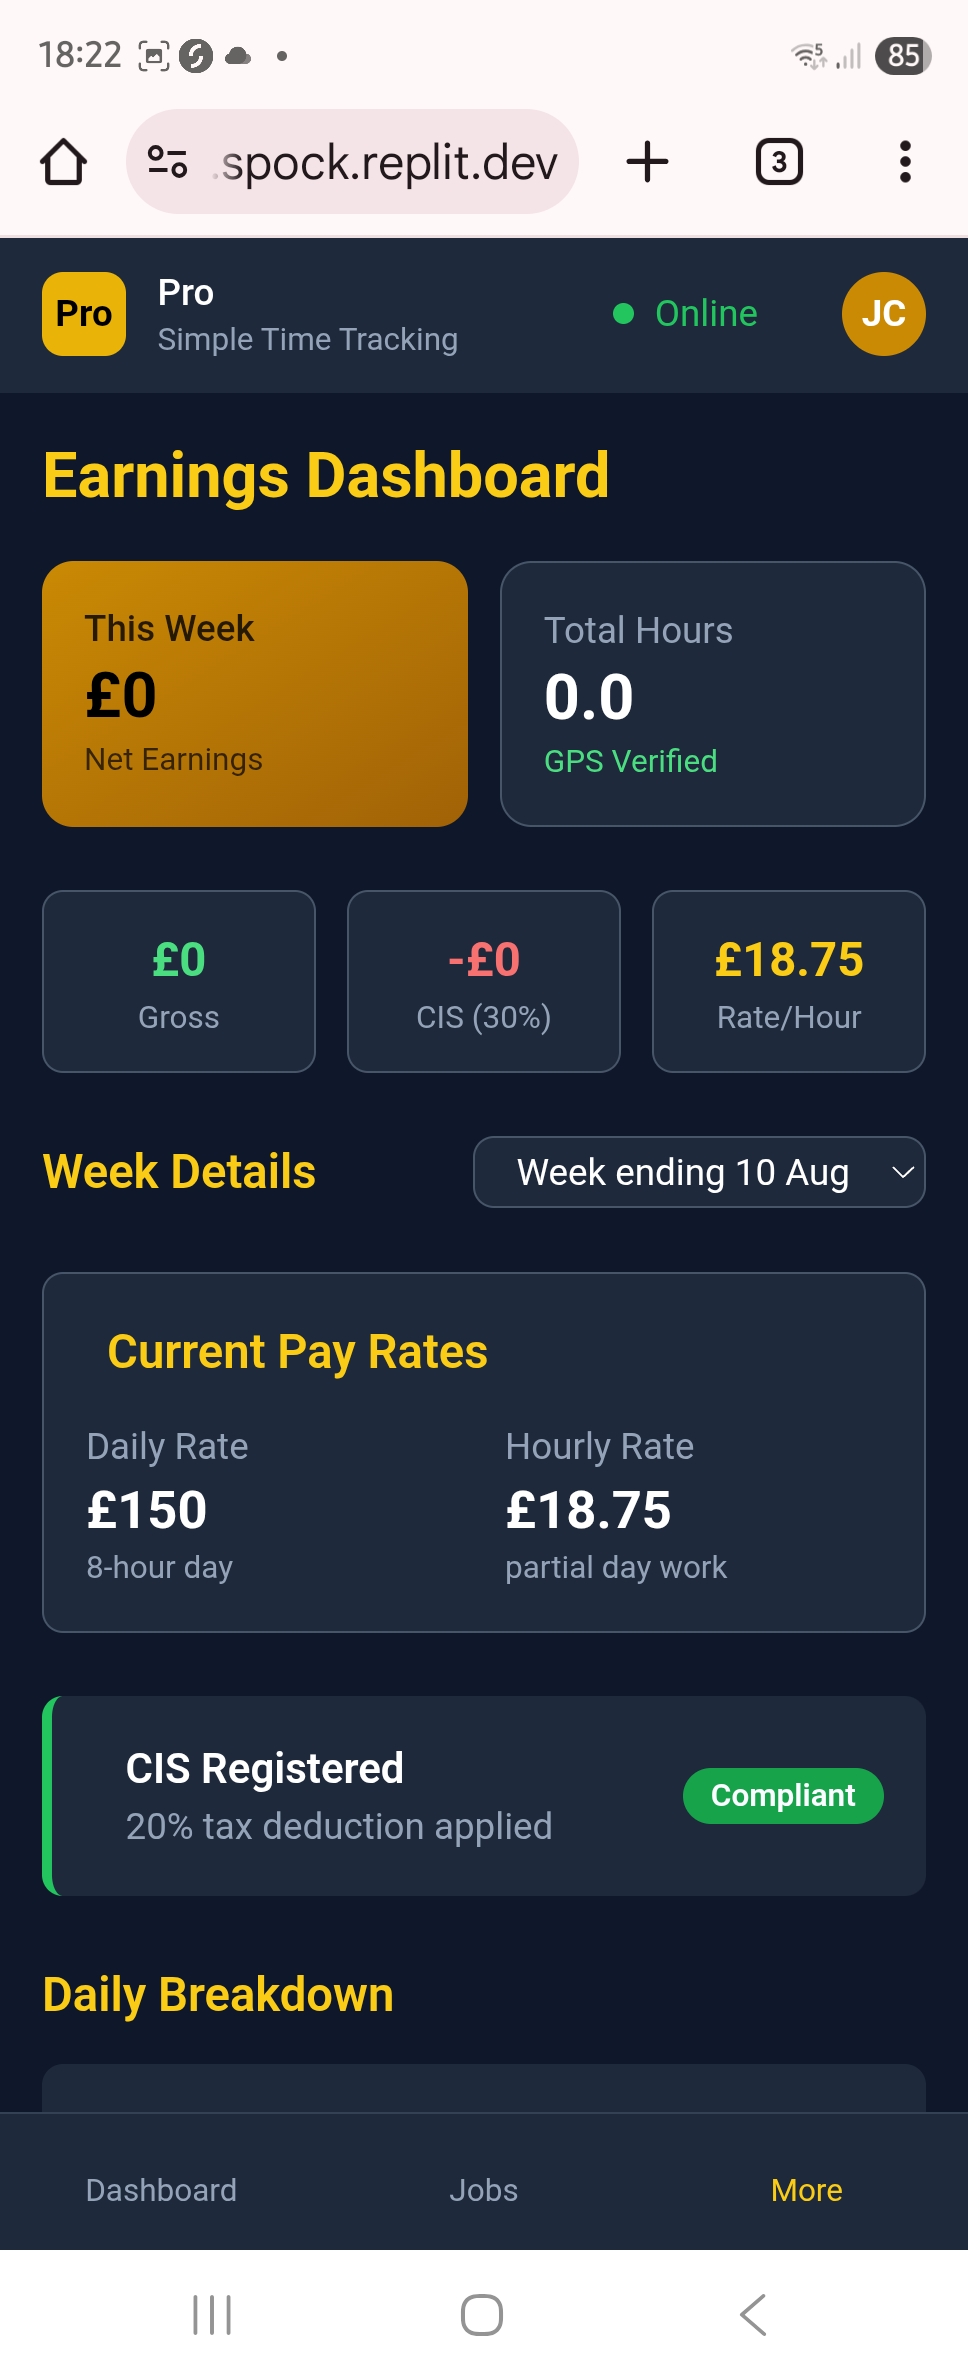 18:22
5
85
.spock.replit.dev
3
Pro
Pro
Simple Time Tracking
Online
JC
Earnings Dashboard
This Week
£0
Net Earnings
Total Hours
0.0
GPS Verified
£0
Gross
-£0
CIS (30%)
£18.75
Rate/Hour
Week Details
Week ending 10 Aug
Current Pay Rates
Daily Rate
£150
8-hour day
Hourly Rate
£18.75
partial day work
CIS Registered
20% tax deduction applied
Compliant
Daily Breakdown
Dashboard
Jobs
More